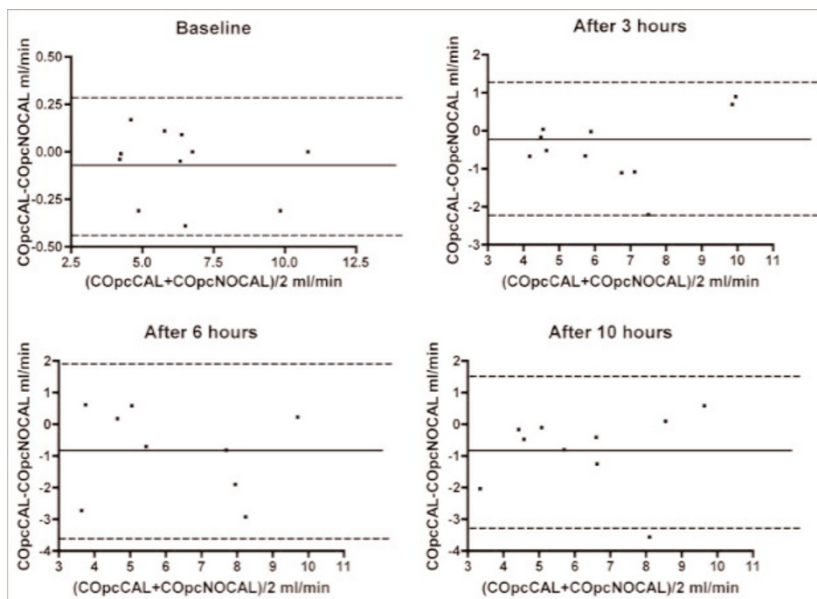 Baseline
COpcCAL-COpcNOCAL ml/min
0.50
0.25
0.00
-0.25
-0.50
2.5 5.0 7.5 10.0 12.5
(COpcCAL+COpcNOCAL)/2 ml/min
After 3 hours
COpcCAL-COpcNOCAL ml/min
2
1
0
-1
-2
-3
3 4 5 6 7 8 9 10 11
(COpcCAL+COpcNOCAL)/2 ml/min
After 6 hours
COpcCAL-COpcNOCAL ml/min
2
1
0
-1
-2
-3
-4
3 4 5 6 7 8 9 10 11
(COpcCAL+COpcNOCAL)/2 ml/min
After 10 hours
COpcCAL-COpcNOCAL ml/min
2
1
0
-1
-2
-3
-4
3 4 5 6 7 8 9 10 11
(COpcCAL+COpcNOCAL)/2 ml/min